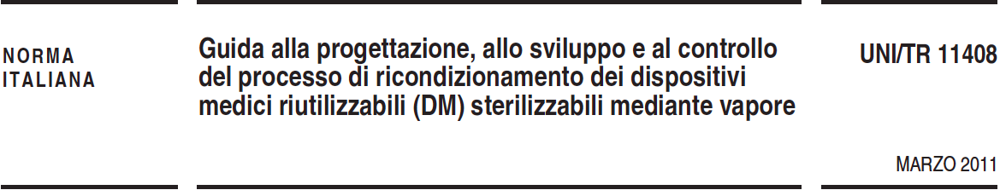 NORMA
ITALIANA
Guida alla progettazione, allo sviluppo e al controllo
del processo di ricondizionamento dei dispositivi
medici riutilizzabili (DM) sterilizzabili mediante vapore
UNI/TR 11408
MARZO 2011